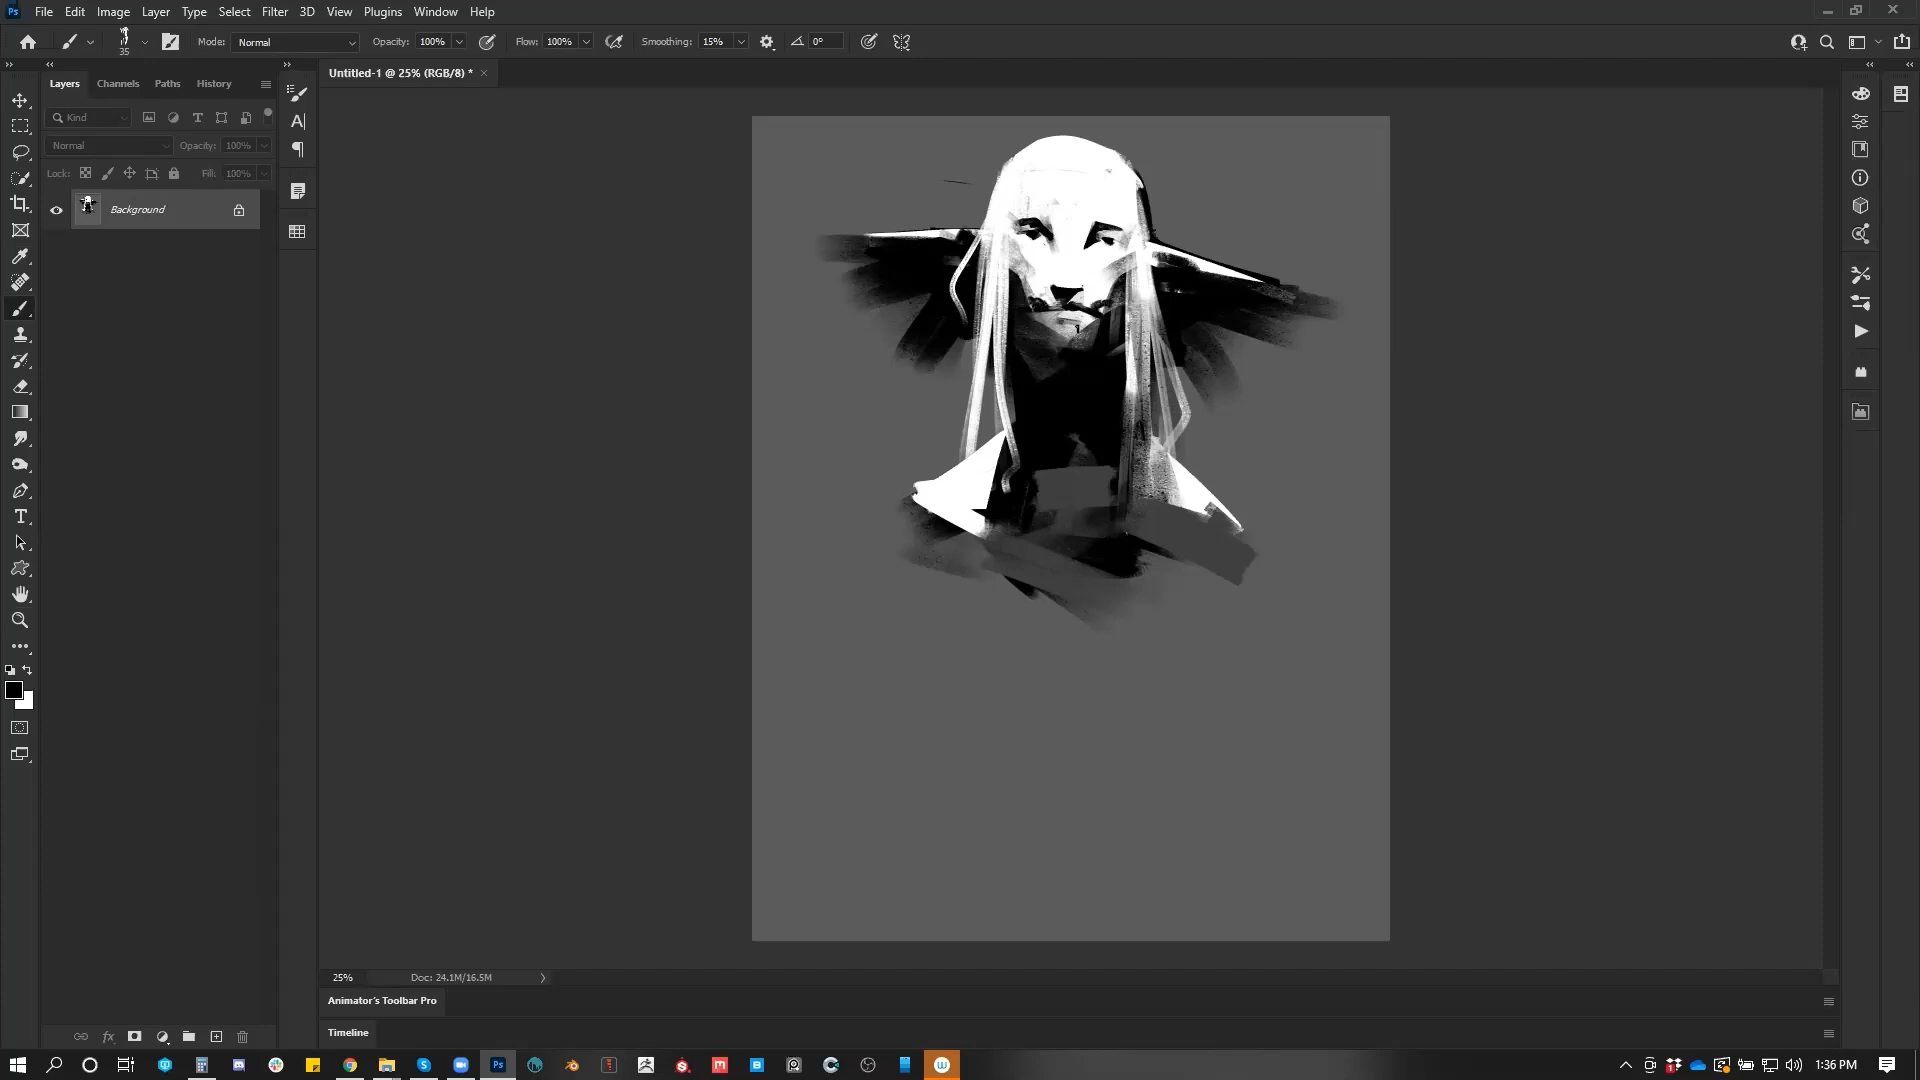 Ps File Edit Image Layer Type Select Filter 3D View Plugins Window Help
35 Mode: Normal Opacity: 100% Flow: 100% Smoothing: 15% 0°
Untitled-1 @ 25% (RGB/8) * ×
Layers Channels Paths History
Kind
Normal Opacity: 100%
Lock: Fill: 100%
Background
25% Doc: 24.1M/16.5M
Animator's Toolbar Pro
Timeline
1:36 PM